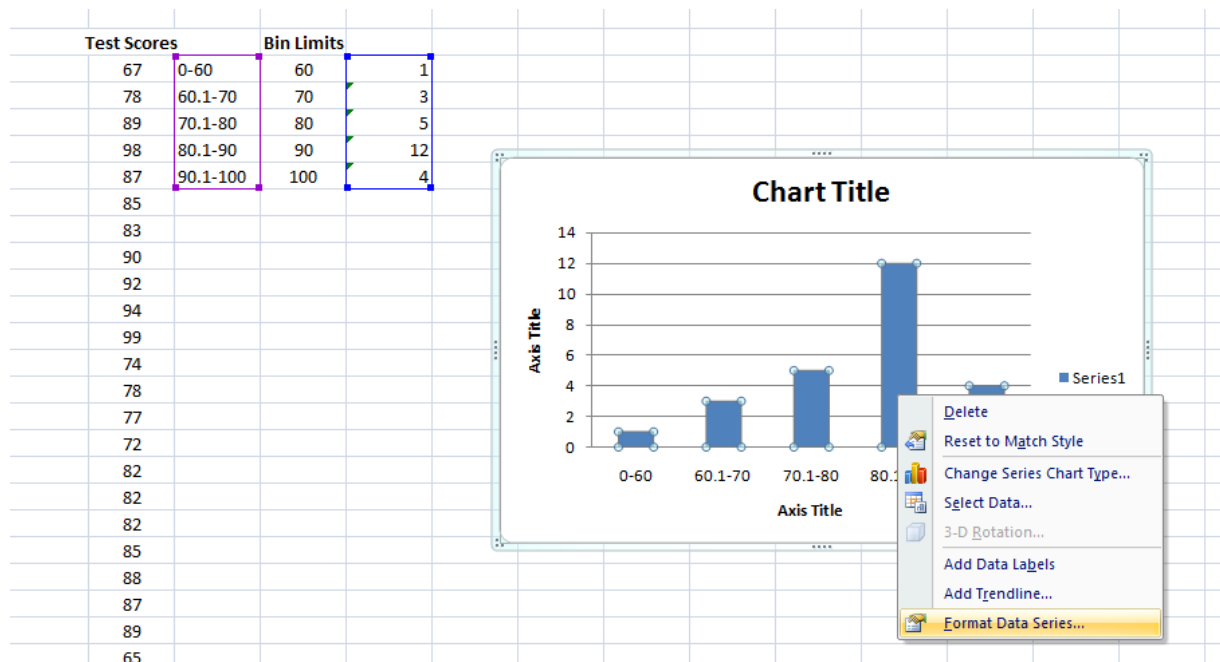 Test Scores Bin Limits
67 0-60 60 1
78 60.1-70 70 3
89 70.1-80 80 5
98 80.1-90 90 12
87 90.1-100 100 4
85
83
90
92
94
99
74
78
77
72
82
82
82
85
88
87
89
65
Chart Title
14
12
10
8
6
4
2
0
Axis Title
0-60 60.1-70 70.1-80
Axis Title
Series1
Delete
Reset to Match Style
Change Series Chart Type...
Select Data...
3-D Rotation...
Add Data Labels
Add Trendline...
Format Data Series...